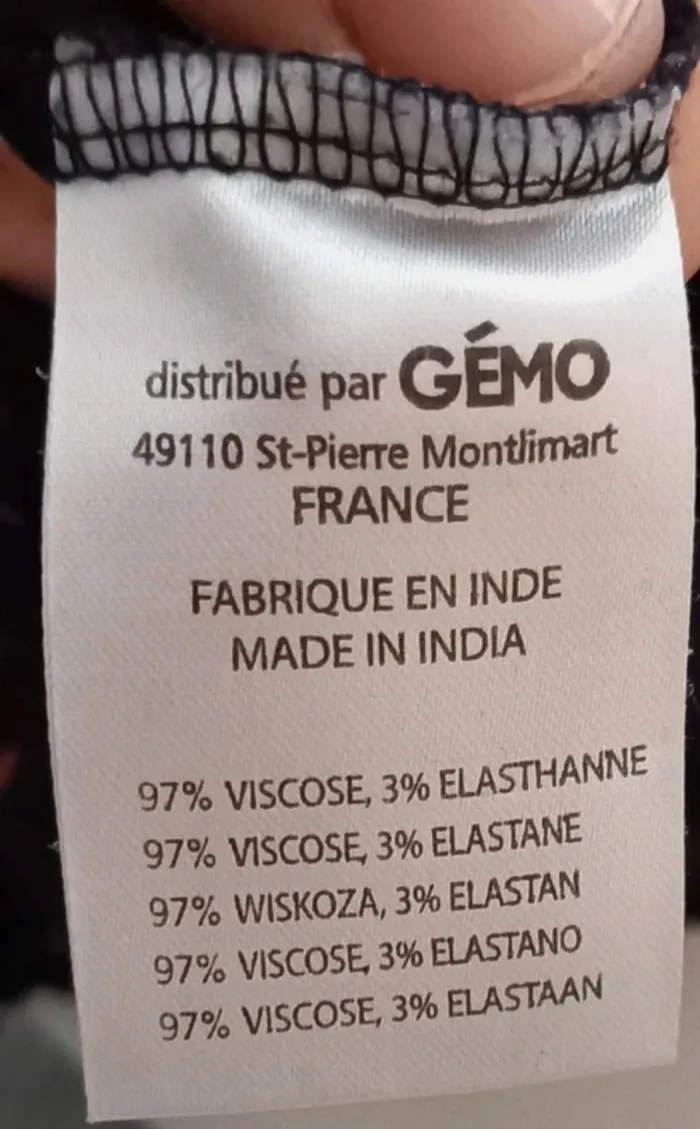 distribué par GÉMO
49110 St-Pierre Montlimart
FRANCE
FABRIQUE EN INDE
MADE IN INDIA
97% VISCOSE, 3% ELASTHANNE
97% VISCOSE, 3% ELASTANE
97% WISKOZA, 3% ELASTAN
97% VISCOSE, 3% ELASTANO
97% VISCOSE, 3% ELASTAAN